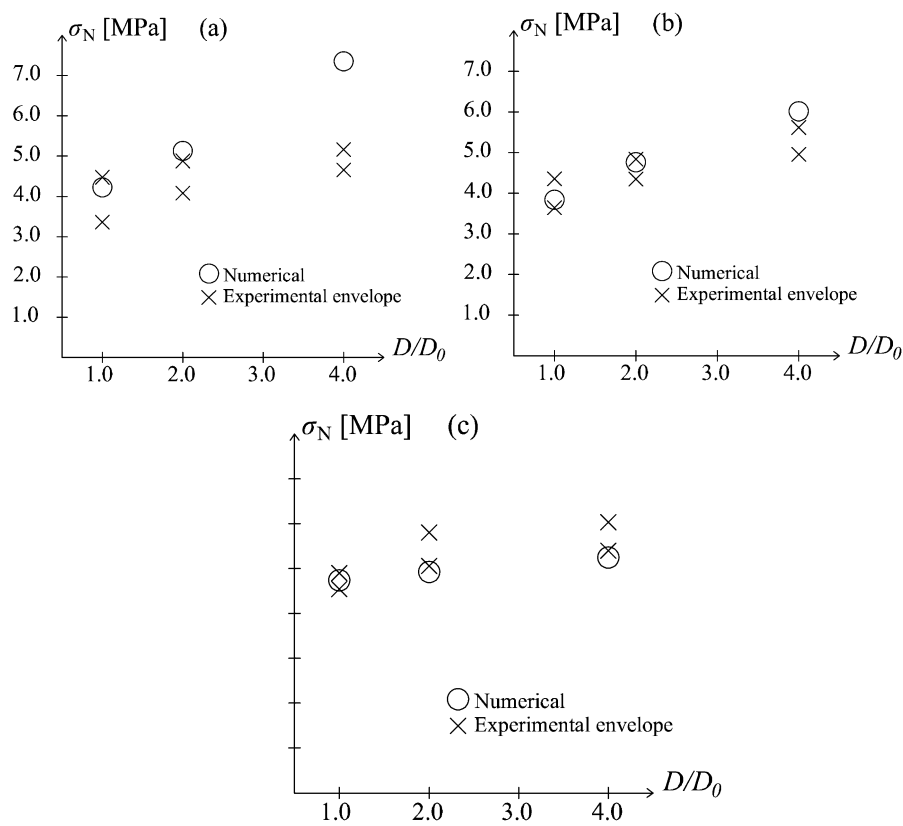 σN [MPa] (a)
7.0
6.0
5.0
4.0
3.0
2.0
1.0
Numerical
Experimental envelope
1.0 2.0 3.0 4.0
D/D0
σN [MPa] (b)
7.0
6.0
5.0
4.0
3.0
2.0
1.0
Numerical
Experimental envelope
1.0 2.0 3.0 4.0
D/D0
σN [MPa] (c)
Numerical
Experimental envelope
1.0 2.0 3.0 4.0
D/D0